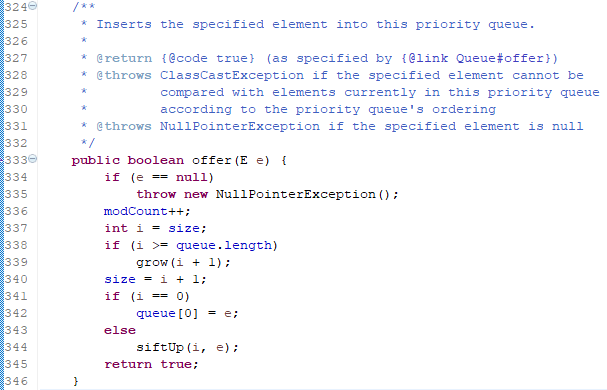 324 /**
325 * Inserts the specified element into this priority queue.
326 *
327 * @return {@code true} (as specified by {@link Queue#offer})
328 * @throws ClassCastException if the specified element cannot be
329 * compared with elements currently in this priority queue
330 * according to the priority queue's ordering
331 * @throws NullPointerException if the specified element is null
332 */
333 public boolean offer(E e) {
334 if (e == null)
335 throw new NullPointerException();
336 modCount++;
337 int i = size;
338 if (i >= queue.length)
339 grow(i + 1);
340 size = i + 1;
341 if (i == 0)
342 queue[0] = e;
343 else
344 siftUp(i, e);
345 return true;
346 }